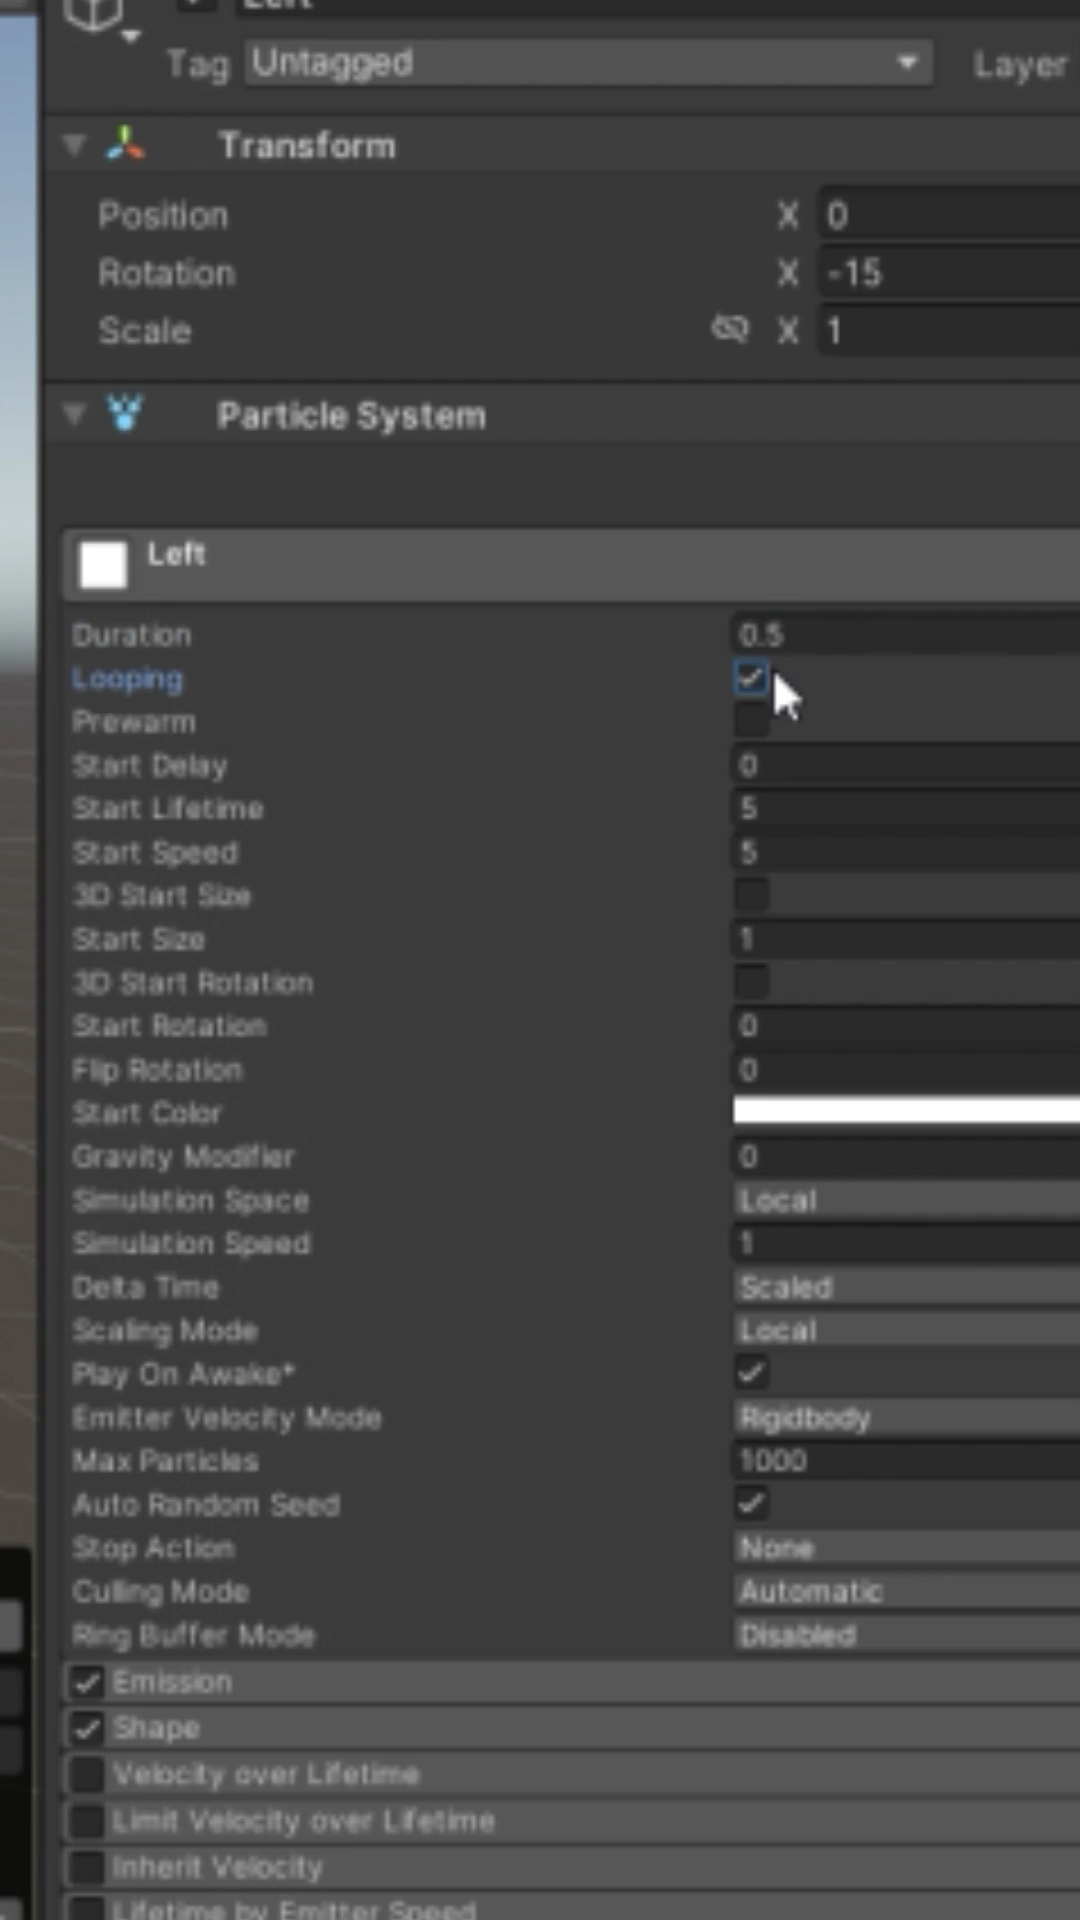 Left
Tag Untagged Layer
Transform
Position X 0
Rotation X -15
Scale X 1
Particle System
Left
Duration 0.5
Looping
Prewarm
Start Delay 0
Start Lifetime 5
Start Speed 5
3D Start Size
Start Size 1
3D Start Rotation
Start Rotation 0
Flip Rotation 0
Start Color
Gravity Modifier 0
Simulation Space Local
Simulation Speed 1
Delta Time Scaled
Scaling Mode Local
Play On Awake*
Emitter Velocity Mode Rigidbody
Max Particles 1000
Auto Random Seed
Stop Action None
Culling Mode Automatic
Ring Buffer Mode Disabled
Emission
Shape
Velocity over Lifetime
Limit Velocity over Lifetime
Inherit Velocity
Lifetime by Emitter Speed